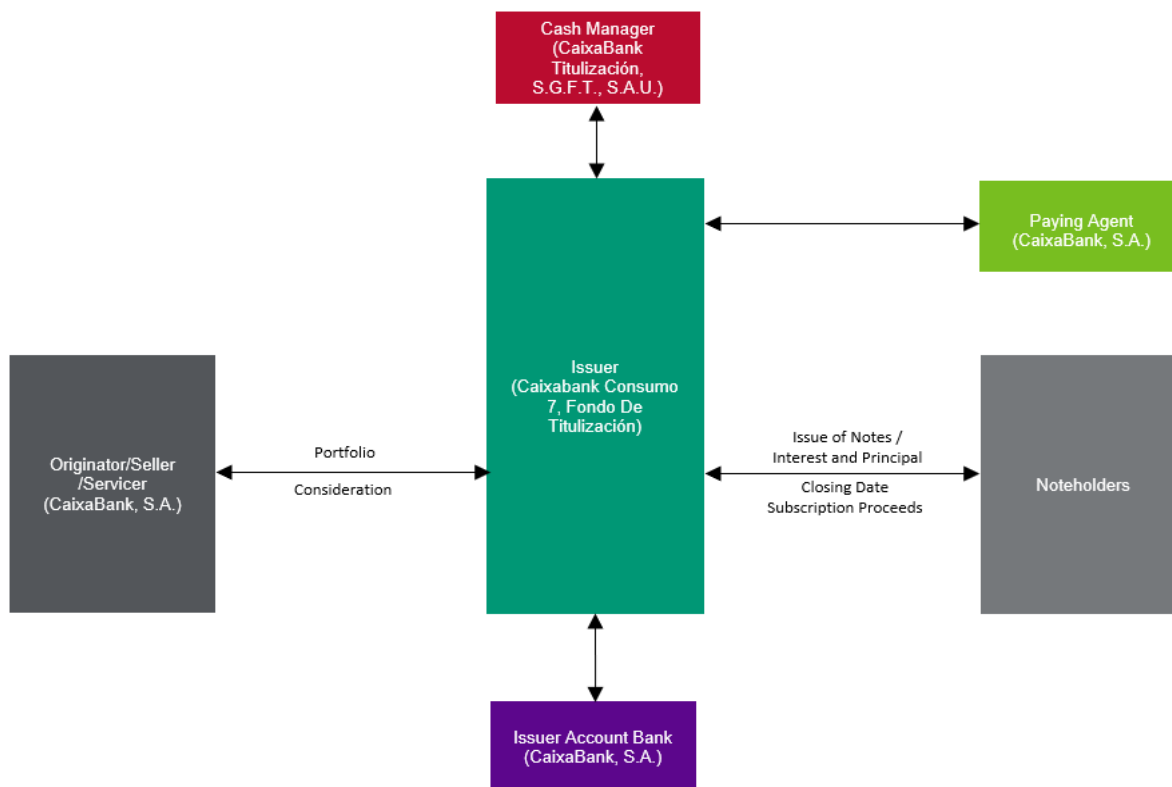 Cash Manager
(CaixaBank
Titulización,
S.G.F.T., S.A.U.)
Paying Agent
(CaixaBank, S.A.)
Issuer
(Caixabank Consumo
7, Fondo De
Titulización)
Originator/Seller
/Servicer
(CaixaBank, S.A.)
Portfolio
Consideration
Issue of Notes /
Interest and Principal
Closing Date
Subscription Proceeds
Noteholders
Issuer Account Bank
(CaixaBank, S.A.)